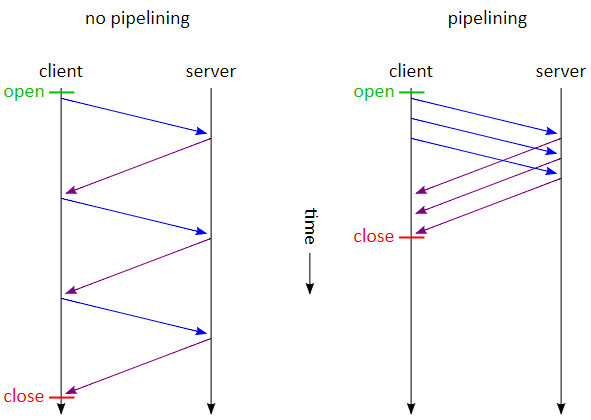 no pipelining
client server
open
close
time
pipelining
client server
open
close